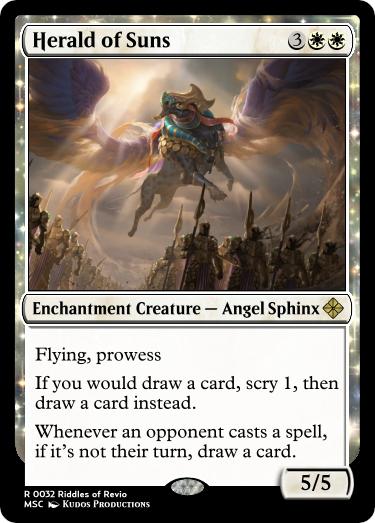 Herald of Suns 3
Enchantment Creature — Angel Sphinx
Flying, prowess
If you would draw a card, scry 1, then
draw a card instead.
Whenever an opponent casts a spell,
if it's not their turn, draw a card.
5/5
R 0032 Riddles of Revio
MSC Kudos Productions